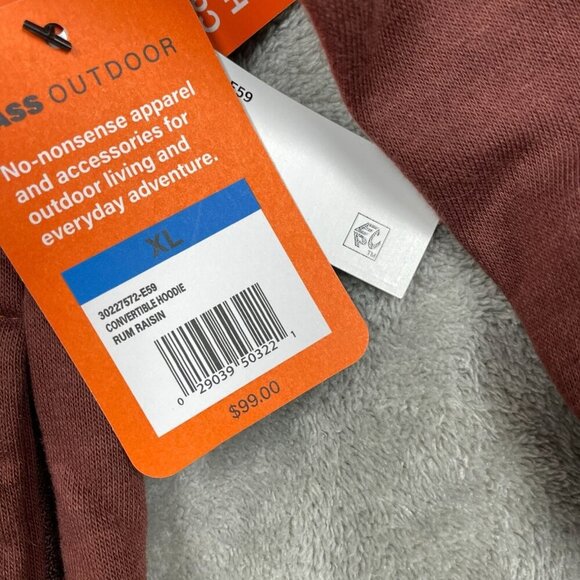 ASS OUTDOOR
No-nonsense apparel
and accessories for
outdoor living and
everyday adventure.
XL
30227572-E59
CONVERTIBLE HOODIE
RUM RAISIN
0 29039 50322 1
$99.00
-E59
TM